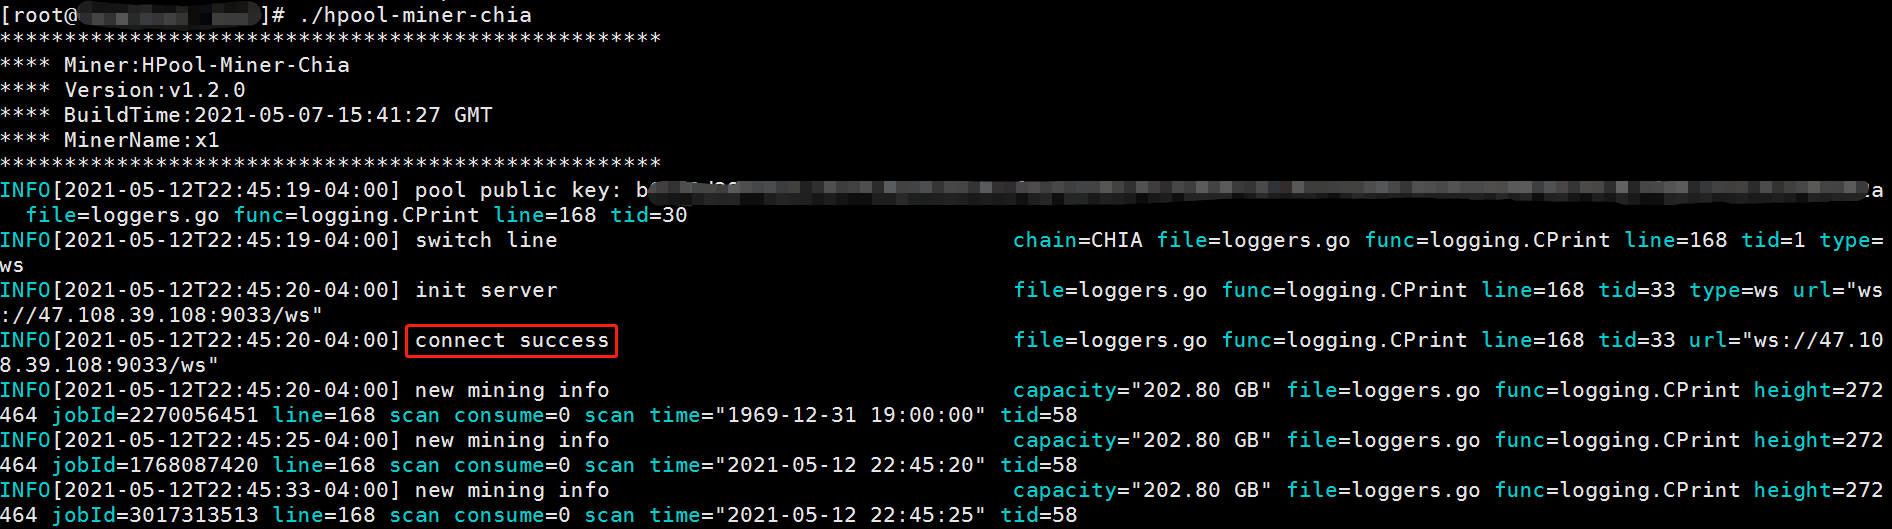 [root@ ]# ./hpool-miner-chia
***************************************************
**** Miner:HPool-Miner-Chia
**** Version:v1.2.0
**** BuildTime:2021-05-07-15:41:27 GMT
**** MinerName:x1
***************************************************
INFO[2021-05-12T22:45:19-04:00] pool public key:
file=loggers.go func=logging.CPrint line=168 tid=30
INFO[2021-05-12T22:45:19-04:00] switch line chain=CHIA file=loggers.go func=logging.CPrint line=168 tid=1 type=
ws
INFO[2021-05-12T22:45:20-04:00] init server file=loggers.go func=logging.CPrint line=168 tid=33 type=ws url="ws
://47.108.39.108:9033/ws"
INFO[2021-05-12T22:45:20-04:00] connect success file=loggers.go func=logging.CPrint line=168 tid=33 url="ws://47.10
8.39.108:9033/ws"
INFO[2021-05-12T22:45:20-04:00] new mining info capacity="202.80 GB" file=loggers.go func=logging.CPrint height=272
464 jobId=2270056451 line=168 scan consume=0 scan time="1969-12-31 19:00:00" tid=58
INFO[2021-05-12T22:45:25-04:00] new mining info capacity="202.80 GB" file=loggers.go func=logging.CPrint height=272
464 jobId=1768087420 line=168 scan consume=0 scan time="2021-05-12 22:45:20" tid=58
INFO[2021-05-12T22:45:33-04:00] new mining info capacity="202.80 GB" file=loggers.go func=logging.CPrint height=272
464 jobId=3017313513 line=168 scan consume=0 scan time="2021-05-12 22:45:25" tid=58